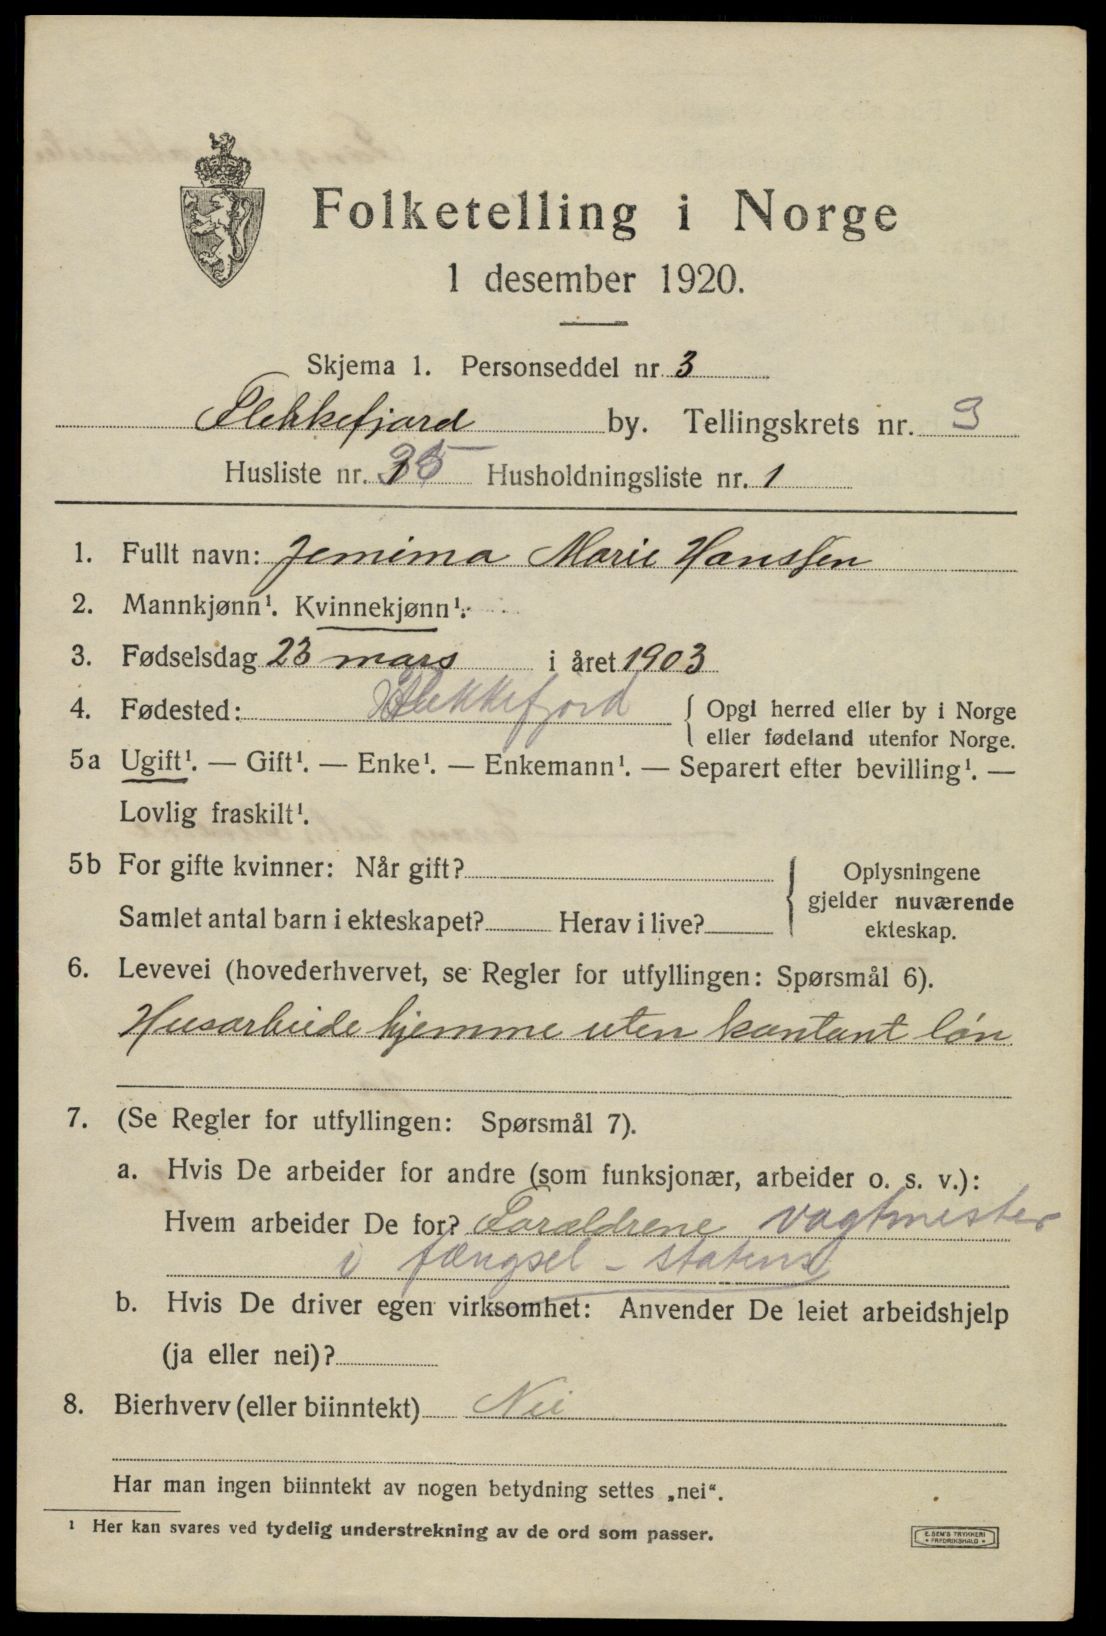 Folketelling i Norge
1 desember 1920.
Skjema 1. Personseddel nr. 3
Flekkefjord by. Tellingskrets nr. 3
Husliste nr. 35 Husholdningsliste nr. 1
1. Fullt navn: Jemima Marie Hanssen
2. Mannkjønn¹. Kvinnekjønn¹.
3. Fødselsdag 23 mars i året 1903
4. Fødested: Flekkefjord { Opgl herred eller by i Norge
eller fødeland utenfor Norge.
5a Ugift¹. — Gift¹. — Enke¹. — Enkemann¹. — Separert efter bevilling¹. —
Lovlig fraskilt¹.
5b For gifte kvinner: Når gift?
Samlet antal barn i ekteskapet? Herav i live?
{ Oplysningene
gjelder nuværende
ekteskap.
6. Levevei (hovederhvervet, se Regler for utfyllingen: Spørsmål 6).
Husarbeide hjemme uten kontant løn
7. (Se Regler for utfyllingen: Spørsmål 7).
a. Hvis De arbeider for andre (som funksjonær, arbeider o. s. v.):
Hvem arbeider De for? Forældrene vagtmester
i fængsel - statens
b. Hvis De driver egen virksomhet: Anvender De leiet arbeidshjelp
(ja eller nei)?
8. Bierhverv (eller biinntekt) Nei
Har man ingen biinntekt av nogen betydning settes „nei“.
¹ Her kan svares ved tydelig understrekning av de ord som passer.
E. SEM'S TRYKKERI
FREDRIKSHALD